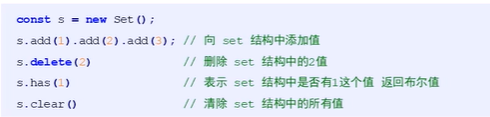 const s = new Set();
s.add(1).add(2).add(3); // 向 set 结构中添加值
s.delete(2) // 删除 set 结构中的2值
s.has(1) // 表示 set 结构中是否有1这个值 返回布尔值
s.clear() // 清除 set 结构中的所有值